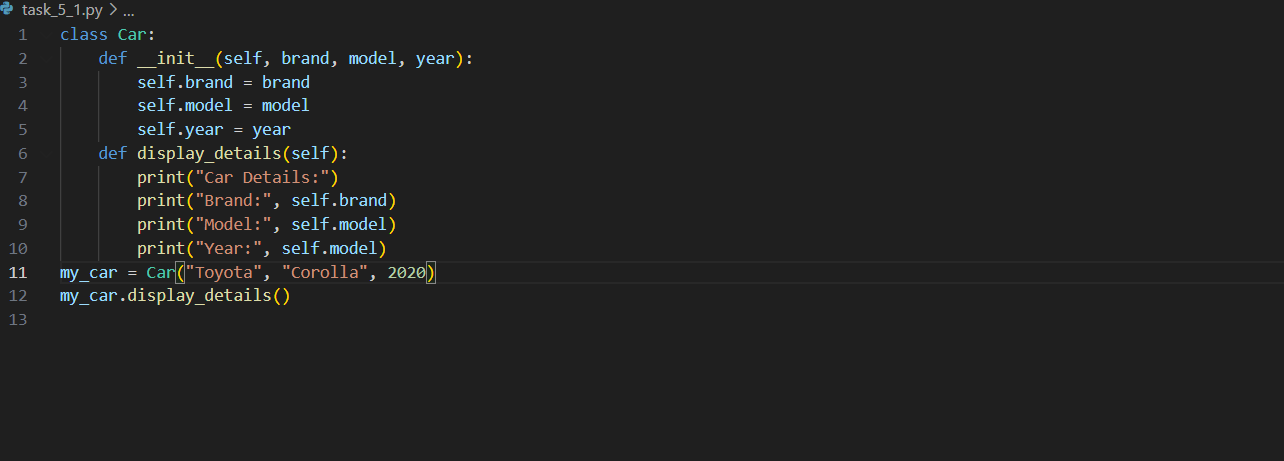 task_5_1.py > ...
1 class Car:
2     def __init__(self, brand, model, year):
3         self.brand = brand
4         self.model = model
5         self.year = year
6     def display_details(self):
7         print("Car Details:")
8         print("Brand:", self.brand)
9         print("Model:", self.model)
10         print("Year:", self.model)
11 my_car = Car("Toyota", "Corolla", 2020)
12 my_car.display_details()
13